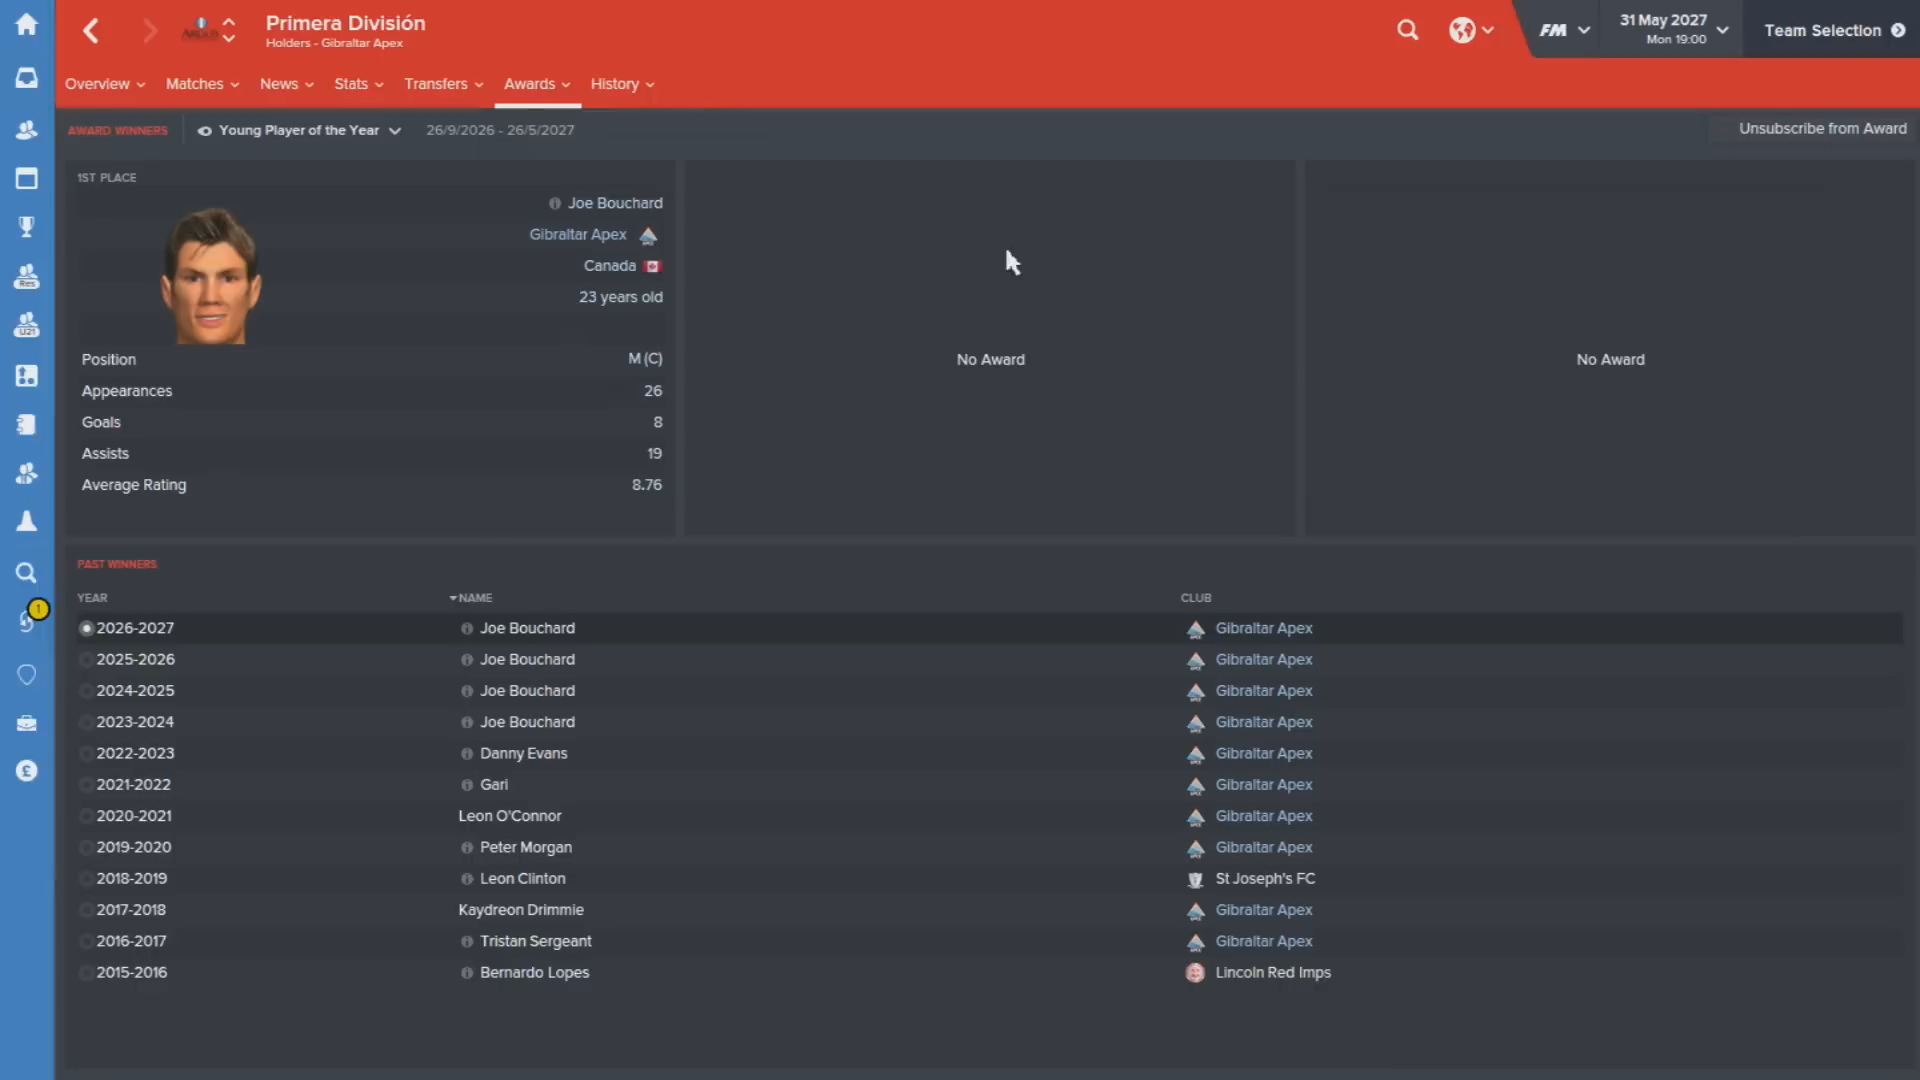 Primera División
Holders - Gibraltar Apex
FM
31 May 2027
Mon 19:00
Team Selection
Overview Matches News Stats Transfers Awards History
AWARD WINNERS Young Player of the Year 26/9/2026 - 26/5/2027 Unsubscribe from Award
1ST PLACE
Joe Bouchard
Gibraltar Apex
Canada
23 years old
Position M (C)
Appearances 26
Goals 8
Assists 19
Average Rating 8.76
No Award
No Award
PAST WINNERS
YEAR NAME CLUB
2026-2027 Joe Bouchard Gibraltar Apex
2025-2026 Joe Bouchard Gibraltar Apex
2024-2025 Joe Bouchard Gibraltar Apex
2023-2024 Joe Bouchard Gibraltar Apex
2022-2023 Danny Evans Gibraltar Apex
2021-2022 Gari Gibraltar Apex
2020-2021 Leon O'Connor Gibraltar Apex
2019-2020 Peter Morgan Gibraltar Apex
2018-2019 Leon Clinton St Joseph's FC
2017-2018 Kaydreon Drimmie Gibraltar Apex
2016-2017 Tristan Sergeant Gibraltar Apex
2015-2016 Bernardo Lopes Lincoln Red Imps
Res
U21
1
£